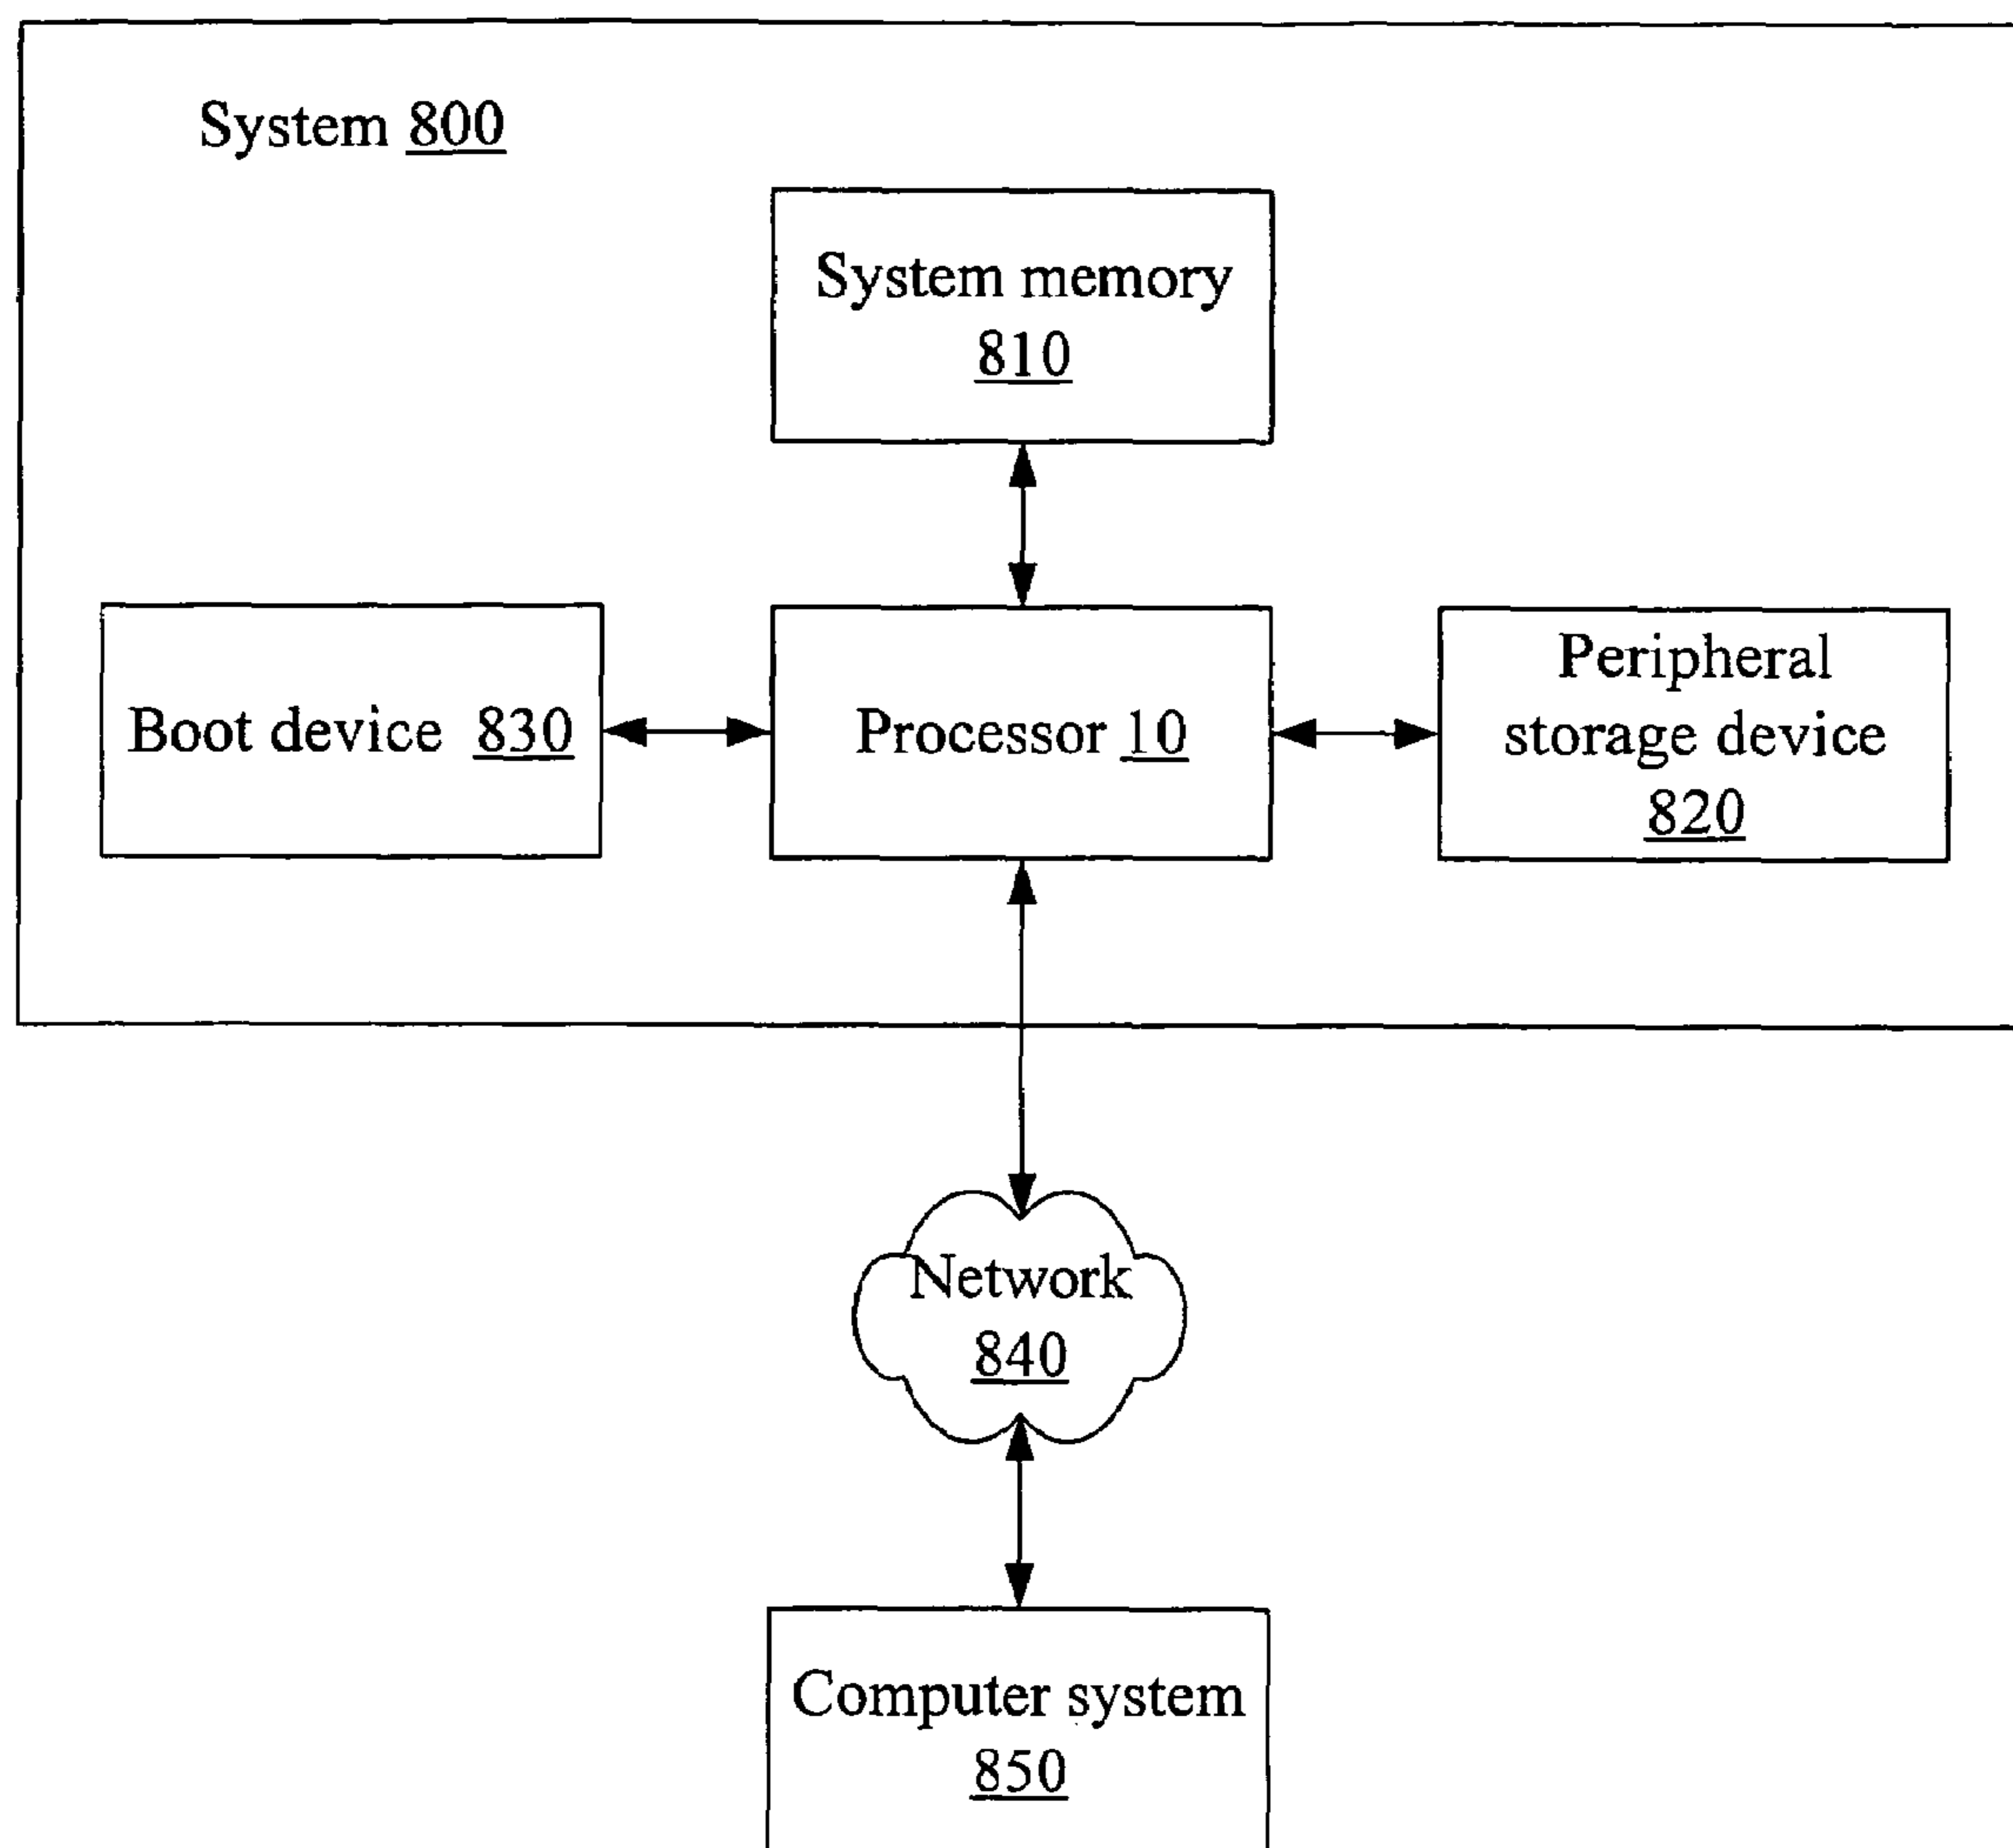 System 800
System memory
810
Boot device 830
Processor 10
Peripheral
storage device
820
Network
840
Computer system
850